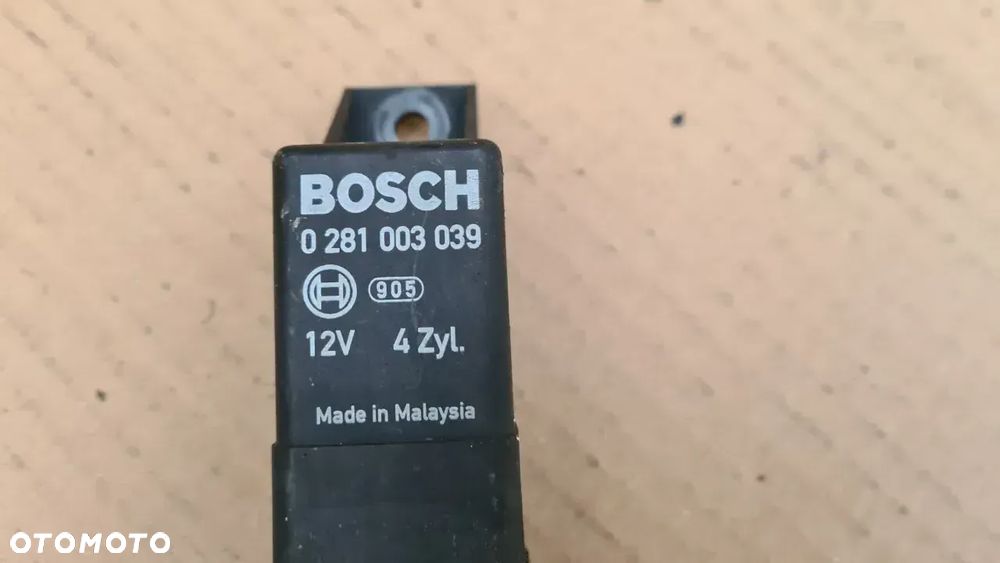 BOSCH
0 281 003 039
905
12V 4 Zyl.
Made in Malaysia
OTOMOTO